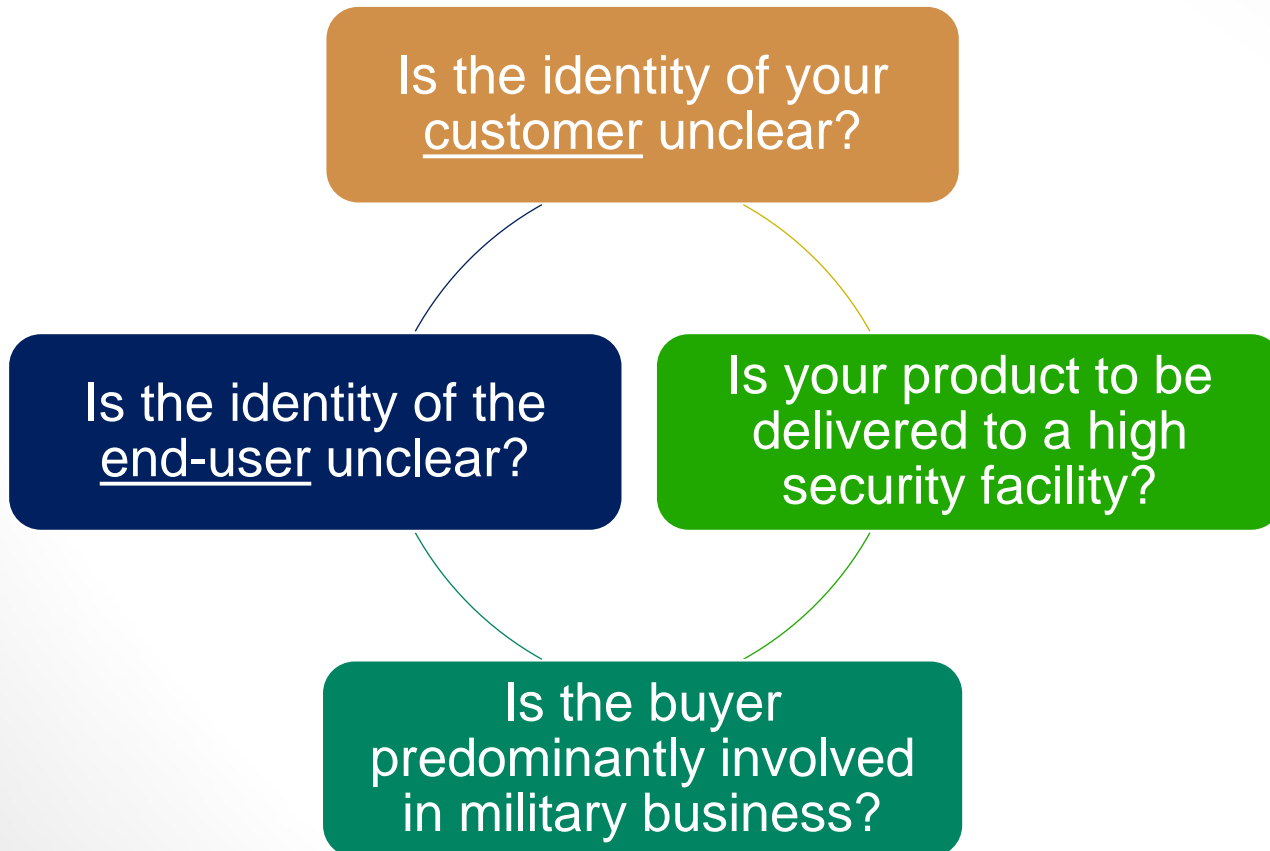 Is the identity of your
customer unclear?
Is the identity of the
end-user unclear?
Is your product to be
delivered to a high
security facility?
Is the buyer
predominantly involved
in military business?